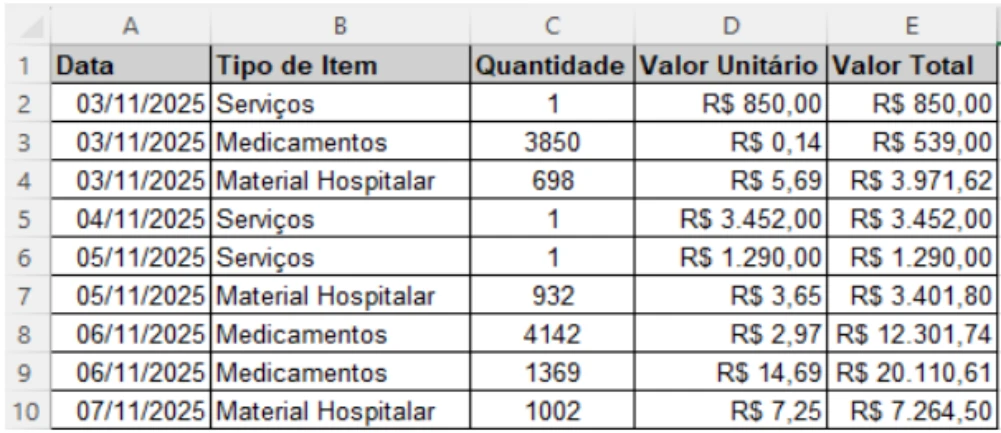 A B C D E
1 Data Tipo de Item Quantidade Valor Unitário Valor Total
2 03/11/2025 Serviços 1 R$ 850,00 R$ 850,00
3 03/11/2025 Medicamentos 3850 R$ 0,14 R$ 539,00
4 03/11/2025 Material Hospitalar 698 R$ 5,69 R$ 3.971,62
5 04/11/2025 Serviços 1 R$ 3.452,00 R$ 3.452,00
6 05/11/2025 Serviços 1 R$ 1.290,00 R$ 1.290,00
7 05/11/2025 Material Hospitalar 932 R$ 3,65 R$ 3.401,80
8 06/11/2025 Medicamentos 4142 R$ 2,97 R$ 12.301,74
9 06/11/2025 Medicamentos 1369 R$ 14,69 R$ 20.110,61
10 07/11/2025 Material Hospitalar 1002 R$ 7,25 R$ 7.264,50